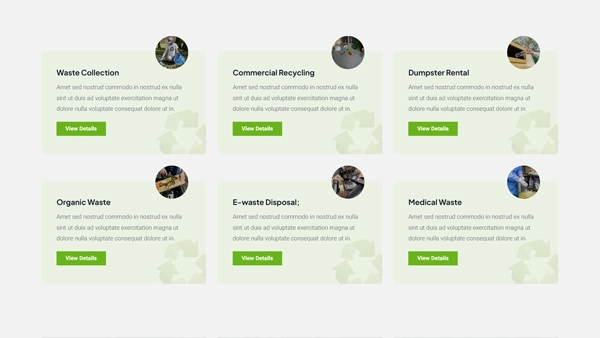 Waste Collection
Amet sed nostrud commodo in nostrud ex nulla
sint ut duis ad voluptate exercitation magna ut
dolore nulla voluptate consequat dolore ut in.
View Details
Commercial Recycling
Amet sed nostrud commodo in nostrud ex nulla
sint ut duis ad voluptate exercitation magna ut
dolore nulla voluptate consequat dolore ut in.
View Details
Dumpster Rental
Amet sed nostrud commodo in nostrud ex nulla
sint ut duis ad voluptate exercitation magna ut
dolore nulla voluptate consequat dolore ut in.
View Details
Organic Waste
Amet sed nostrud commodo in nostrud ex nulla
sint ut duis ad voluptate exercitation magna ut
dolore nulla voluptate consequat dolore ut in.
View Details
E-waste Disposal;
Amet sed nostrud commodo in nostrud ex nulla
sint ut duis ad voluptate exercitation magna ut
dolore nulla voluptate consequat dolore ut in.
View Details
Medical Waste
Amet sed nostrud commodo in nostrud ex nulla
sint ut duis ad voluptate exercitation magna ut
dolore nulla voluptate consequat dolore ut in.
View Details